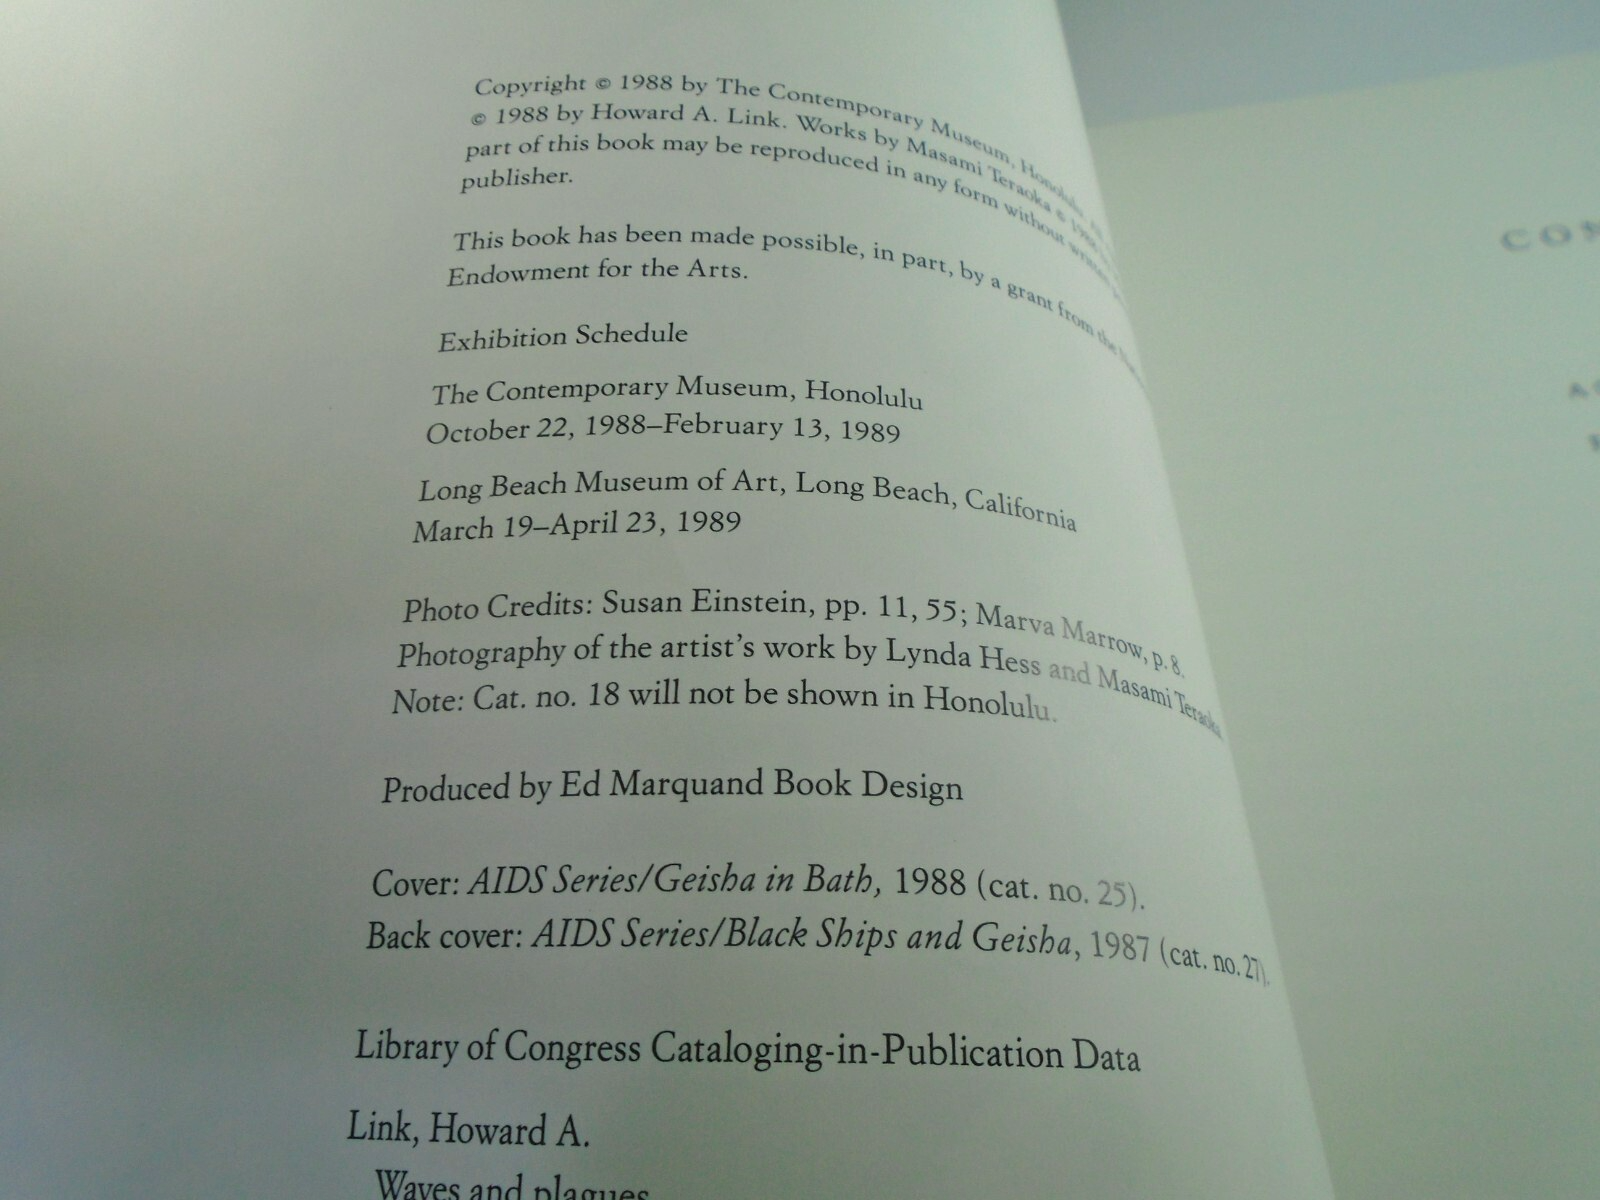 Copyright © 1988 by The Contemporary Museum, Honolulu.
© 1988 by Howard A. Link. Works by Masami Teraoka © 1988
part of this book may be reproduced in any form without written
publisher.
This book has been made possible, in part, by a grant from the
Endowment for the Arts.
Exhibition Schedule
The Contemporary Museum, Honolulu
October 22, 1988–February 13, 1989
Long Beach Museum of Art, Long Beach, California
March 19–April 23, 1989
Photo Credits: Susan Einstein, pp. 11, 55; Marva Marrow, p. 8.
Photography of the artist's work by Lynda Hess and Masami Teraoka
Note: Cat. no. 18 will not be shown in Honolulu.
Produced by Ed Marquand Book Design
Cover: AIDS Series/Geisha in Bath, 1988 (cat. no. 25).
Back cover: AIDS Series/Black Ships and Geisha, 1987 (cat. no. 27).
Library of Congress Cataloging-in-Publication Data
Link, Howard A.
Waves and plagues
CON